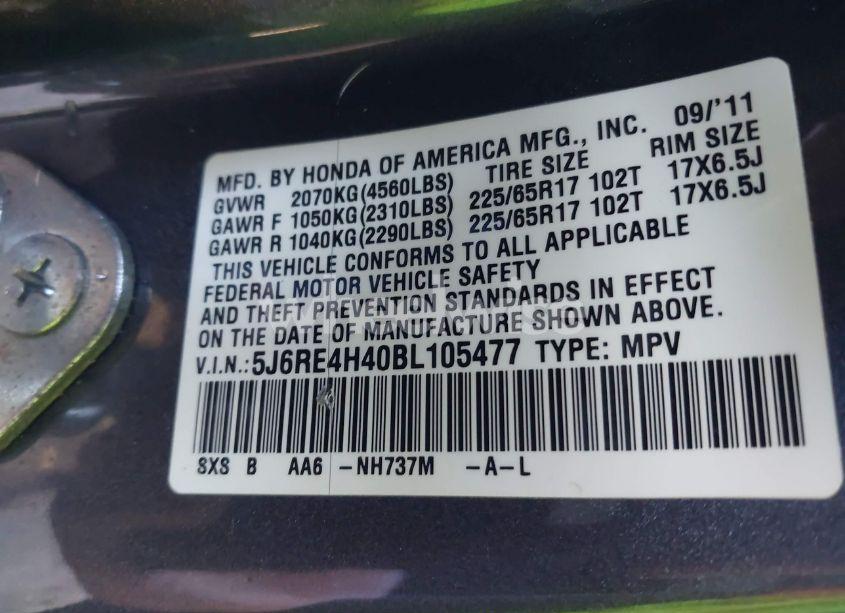 MFD. BY HONDA OF AMERICA MFG., INC. 09/'11
GVWR 2070KG(4560LBS) TIRE SIZE RIM SIZE
GAWR F 1050KG(2310LBS) 225/65R17 102T 17X6.5J
GAWR R 1040KG(2290LBS) 225/65R17 102T 17X6.5J
THIS VEHICLE CONFORMS TO ALL APPLICABLE
FEDERAL MOTOR VEHICLE SAFETY
AND THEFT PREVENTION STANDARDS IN EFFECT
ON THE DATE OF MANUFACTURE SHOWN ABOVE.
V.I.N.: 5J6RE4H40BL105477 TYPE: MPV
SXS B AA6 -NH737M -A-L